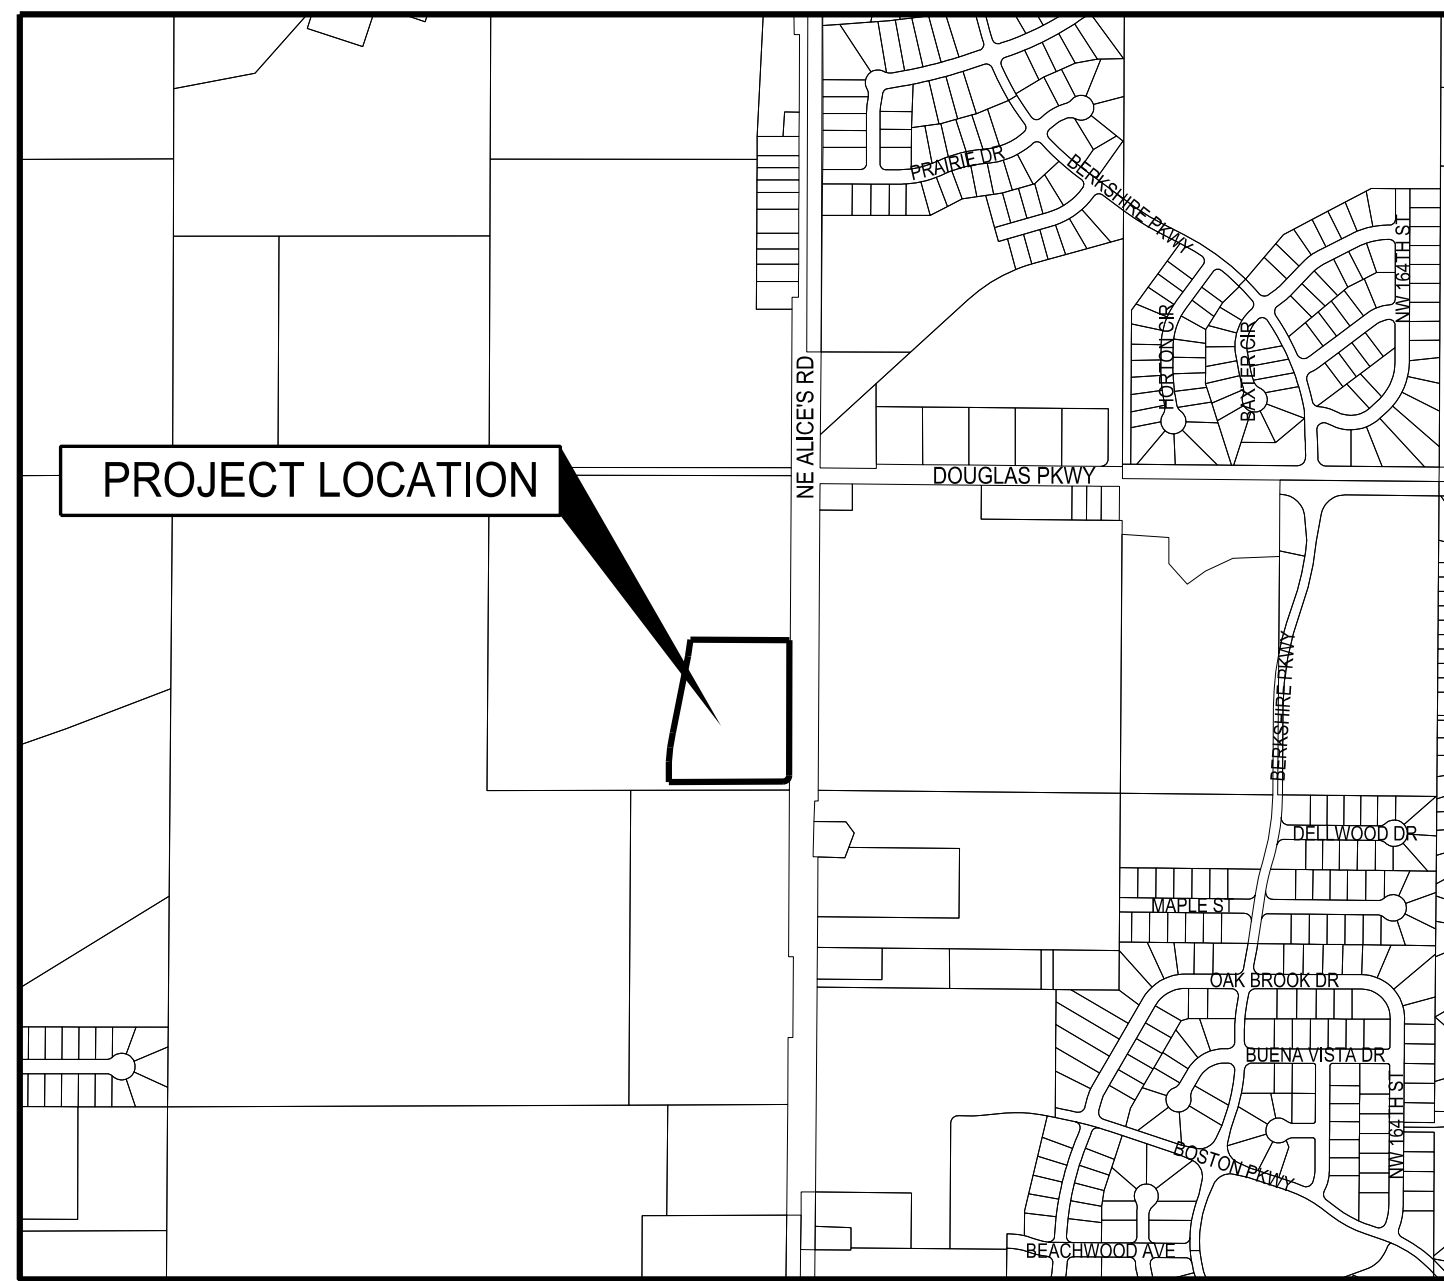 PRAIRIE DR
BERKSHIRE PKWY
NW 164TH ST
HORTON CIR
BAXTER CIR
NE ALICE'S RD
PROJECT LOCATION
DOUGLAS PKWY
BERKSHIRE PKWY
DELLWOOD DR
MAPLE ST
OAK BROOK DR
BUENA VISTA DR
NW 164TH ST
BOSTON PKWY
BEACHWOOD AVE